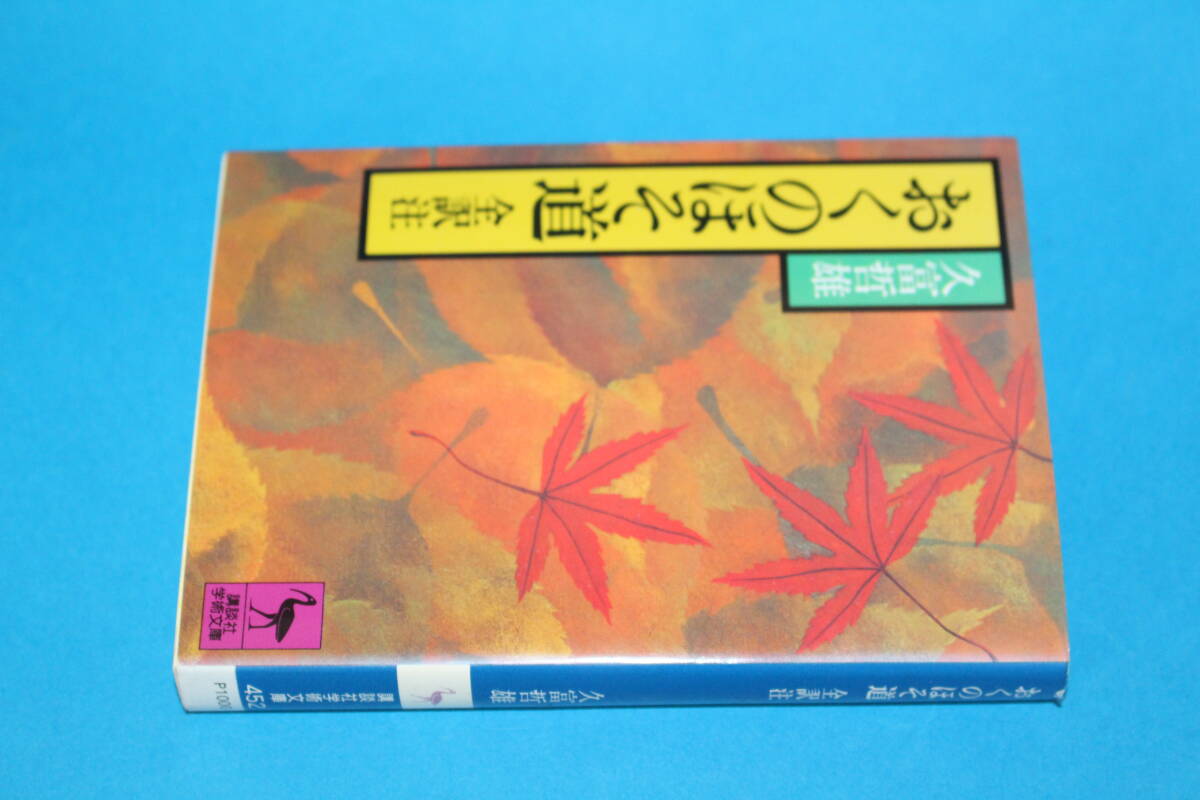 おくのほそ道
全訳注
久富哲雄
講談社
学術文庫
おくのほそ道 全訳注
久富哲雄
講談社学術文庫
452
P1000